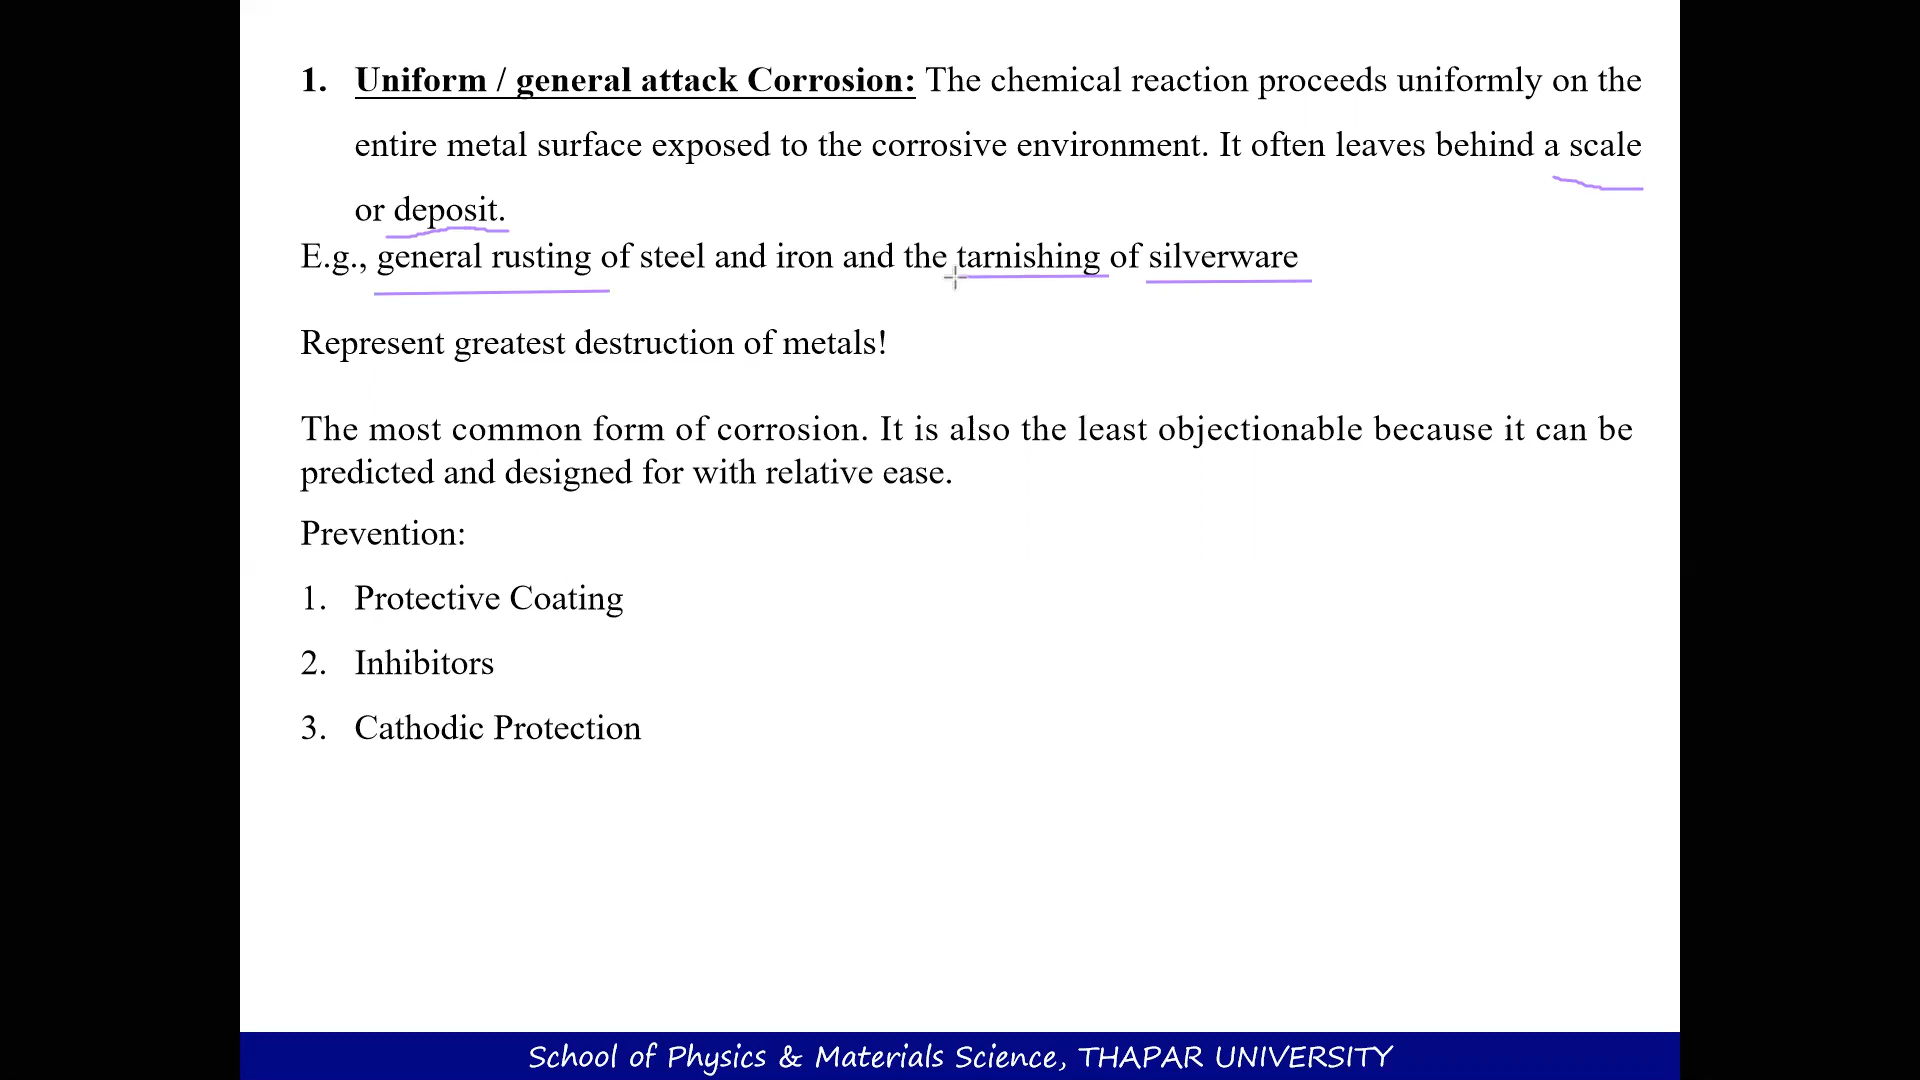 1. Uniform / general attack Corrosion: The chemical reaction proceeds uniformly on the
entire metal surface exposed to the corrosive environment. It often leaves behind a scale
or deposit.
E.g., general rusting of steel and iron and the tarnishing of silverware
Represent greatest destruction of metals!
The most common form of corrosion. It is also the least objectionable because it can be
predicted and designed for with relative ease.
Prevention:
1. Protective Coating
2. Inhibitors
3. Cathodic Protection
School of Physics & Materials Science, THAPAR UNIVERSITY